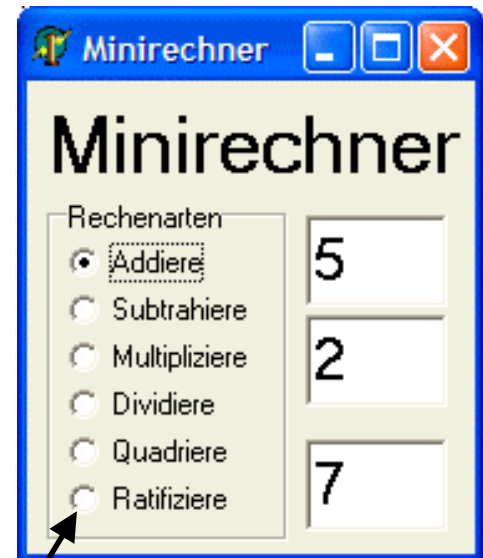 Minirechner
Minirechner
Rechenarten
Addiere
Subtrahiere
Multipliziere
Dividiere
Quadriere
Ratifiziere
5
2
7